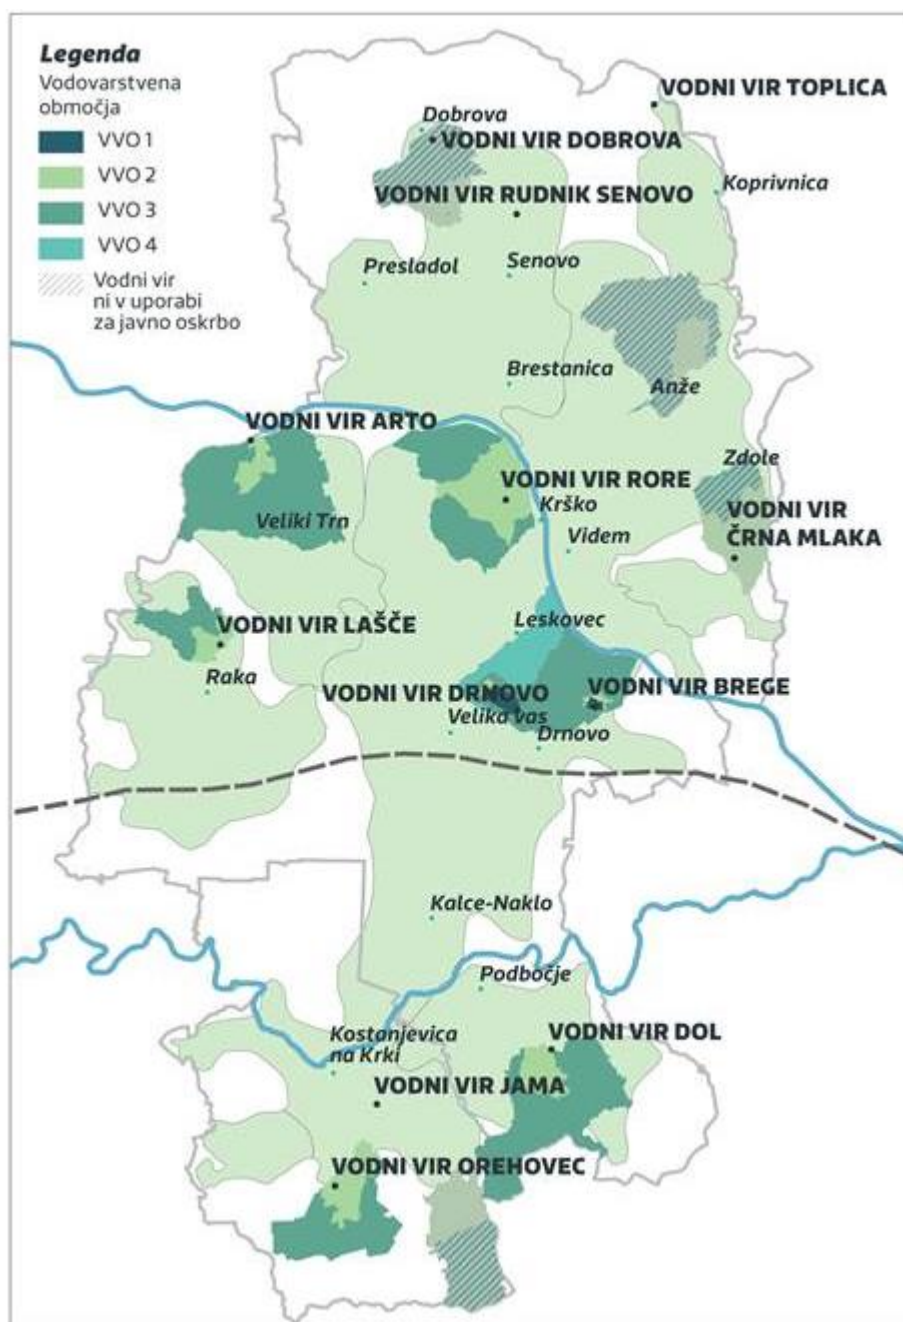 Legenda
Vodovarstvena
območja
VVO 1
VVO 2
VVO 3
VVO 4
Vodni vir
ni v uporabi
za javno oskrbo
VODNI VIR TOPLICA
Dobrova
VODNI VIR DOBROVA
Koprivnica
VODNI VIR RUDNIK SENOVO
Presladol
Senovo
Brestanica
Anže
VODNI VIR ARTO
Zdole
VODNI VIR RORE
Krško
Veliki Trn
Videm
VODNI VIR
ČRNA MLAKA
Leskovec
VODNI VIR LAŠČE
Raka
VODNI VIR DRNOVO
VODNI VIR BREGE
Velika vas
Drnovo
Kalce-Naklo
Podbočje
Kostanjevica
na Krki
VODNI VIR DOL
VODNI VIR JAMA
VODNI VIR OREHOVEC